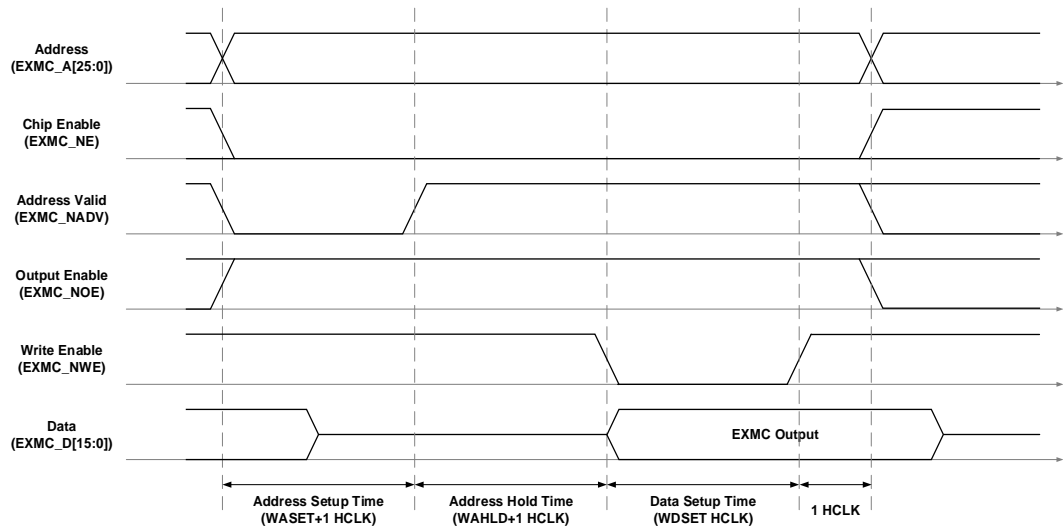 Address
(EXMC_A[25:0])
Chip Enable
(EXMC_NE)
Address Valid
(EXMC_NADV)
Output Enable
(EXMC_NOE)
Write Enable
(EXMC_NWE)
Data
(EXMC_D[15:0])
EXMC Output
Address Setup Time
(WASET+1 HCLK)
Address Hold Time
(WAHLD+1 HCLK)
Data Setup Time
(WDSET HCLK)
1 HCLK